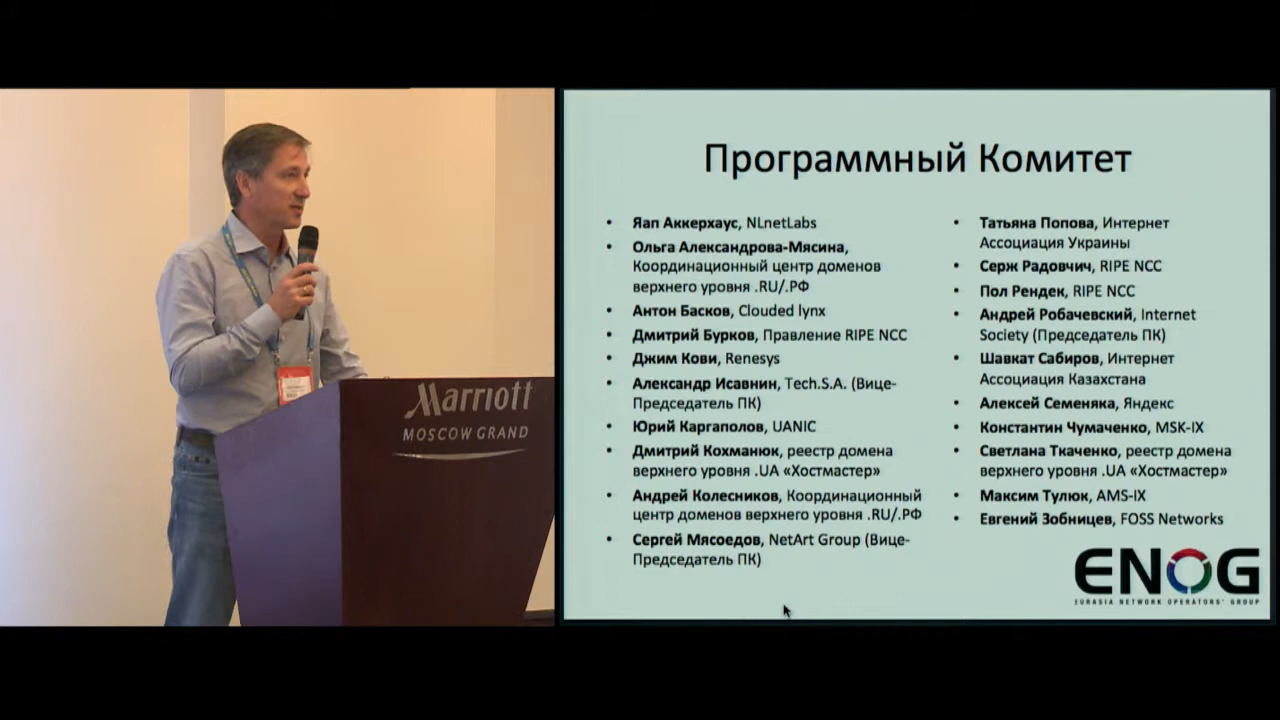 Marriott
MOSCOW GRAND
Программный Комитет
• Яап Аккерхаус, NLnetLabs
• Ольга Александрова-Мясина,
Координационный центр доменов
верхнего уровня .RU/.РФ
• Антон Басков, Clouded lynx
• Дмитрий Бурков, Правление RIPE NCC
• Джим Кови, Renesys
• Александр Исавнин, Tech.S.A. (Вице-
Председатель ПК)
• Юрий Каргаполов, UANIC
• Дмитрий Кохманюк, реестр домена
верхнего уровня .UA «Хостмастер»
• Андрей Колесников, Координационный
центр доменов верхнего уровня .RU/.РФ
• Сергей Мясоедов, NetArt Group (Вице-
Председатель ПК)
• Татьяна Попова, Интернет
Ассоциация Украины
• Серж Радовчич, RIPE NCC
• Пол Рендек, RIPE NCC
• Андрей Робачевский, Internet
Society (Председатель ПК)
• Шавкат Сабиров, Интернет
Ассоциация Казахстана
• Алексей Семеняка, Яндекс
• Константин Чумаченко, MSK-IX
• Светлана Ткаченко, реестр домена
верхнего уровня .UA «Хостмастер»
• Максим Тулюк, AMS-IX
• Евгений Зобницев, FOSS Networks
ENOG
EURASIA NETWORK OPERATORS' GROUP